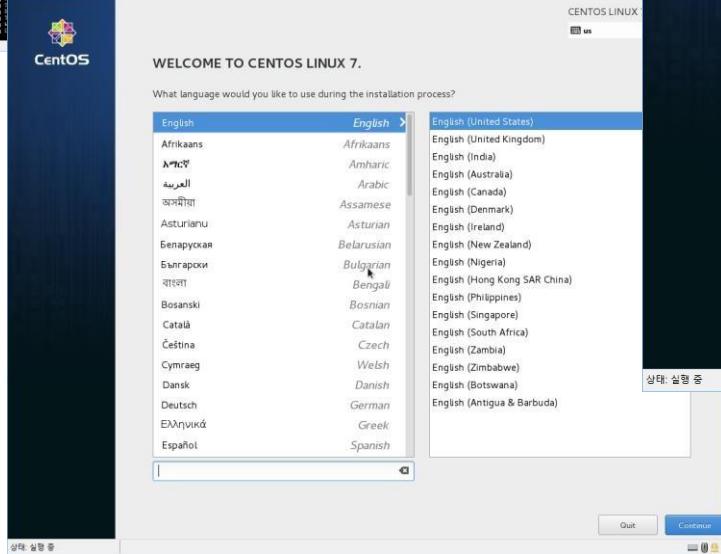 CENTOS LINUX
us
CentOS
WELCOME TO CENTOS LINUX 7.
What language would you like to use during the installation process?
English English
Afrikaans Afrikaans
አማርኛ Amharic
العربية Arabic
অসমীয়া Assamese
Asturianu Asturian
Беларуская Belarusian
Български Bulgarian
বাংলা Bengali
Bosanski Bosnian
Català Catalan
Čeština Czech
Cymraeg Welsh
Dansk Danish
Deutsch German
Ελληνικά Greek
Español Spanish
English (United States)
English (United Kingdom)
English (India)
English (Australia)
English (Canada)
English (Denmark)
English (Ireland)
English (New Zealand)
English (Nigeria)
English (Hong Kong SAR China)
English (Philippines)
English (Singapore)
English (South Africa)
English (Zambia)
English (Zimbabwe)
English (Botswana)
English (Antigua & Barbuda)
상태: 실행 중
Quit
Continue
상태: 실행 중